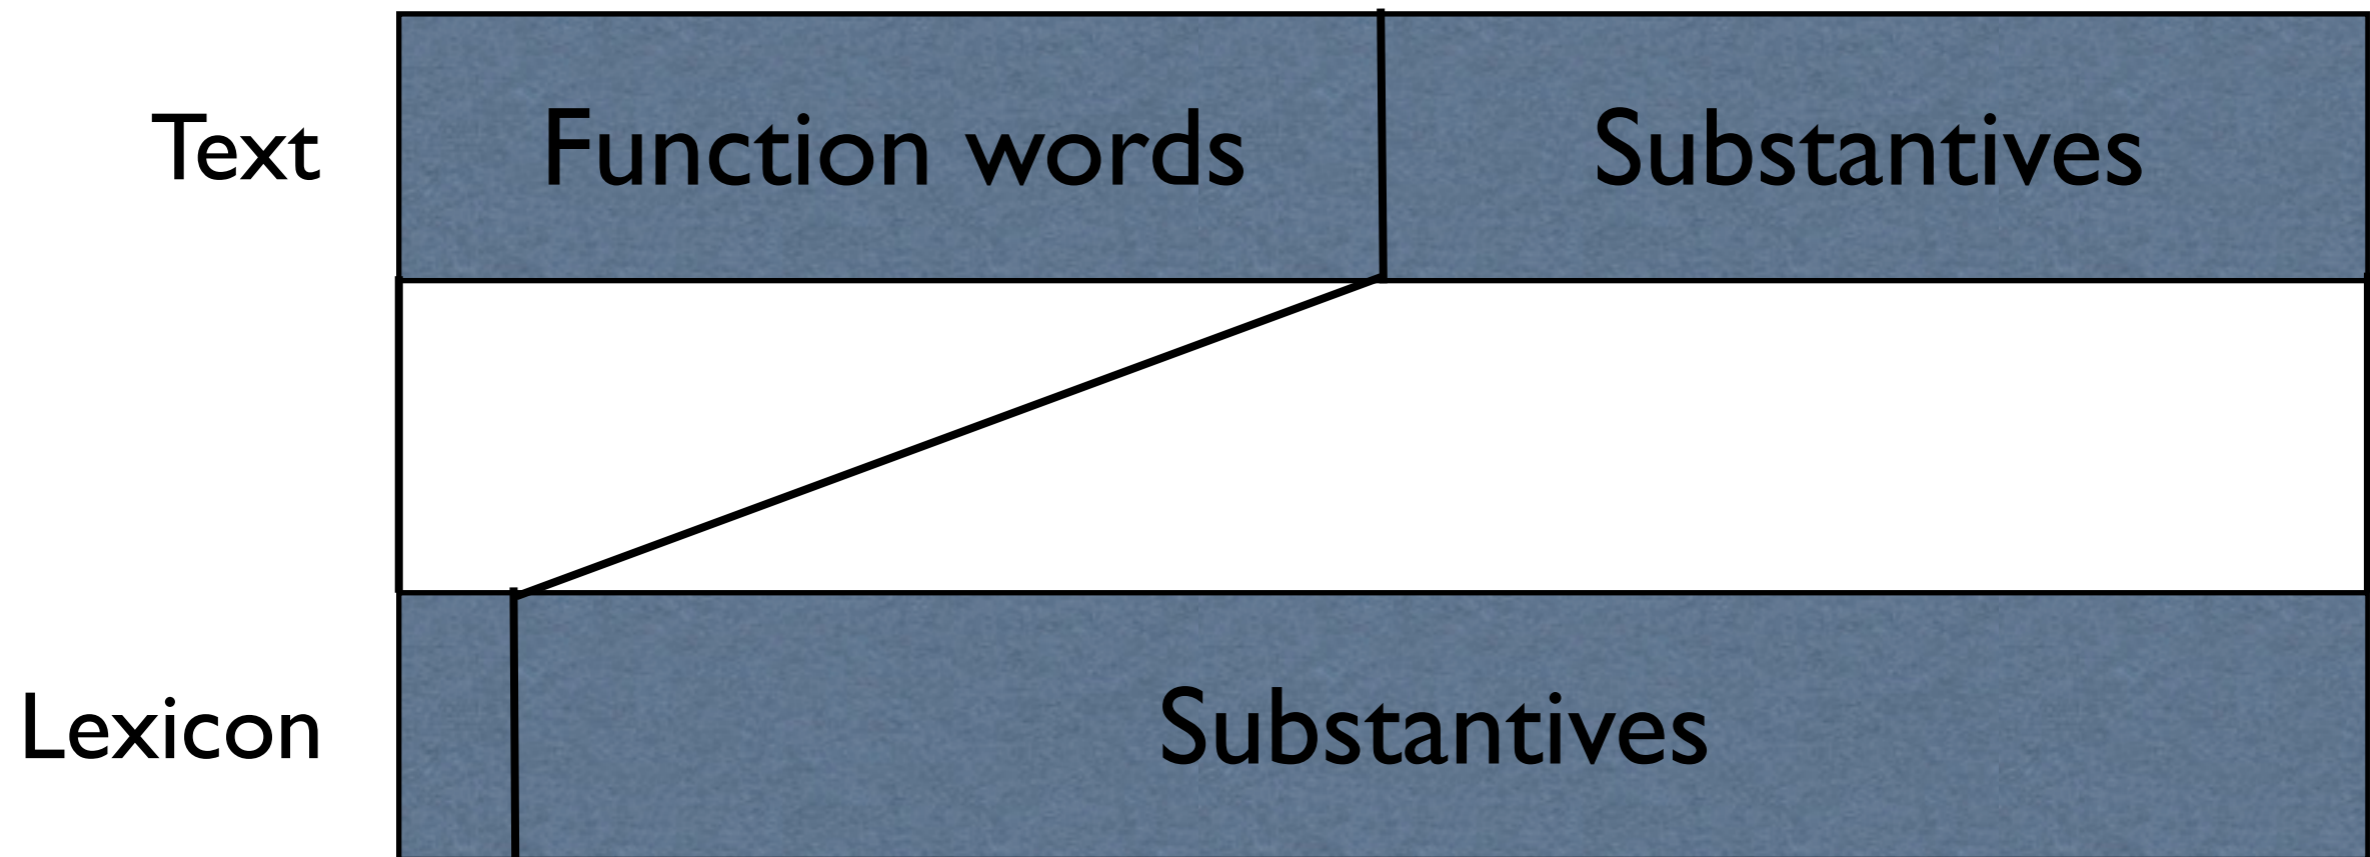 Text
Function words
Substantives
Lexicon
Substantives